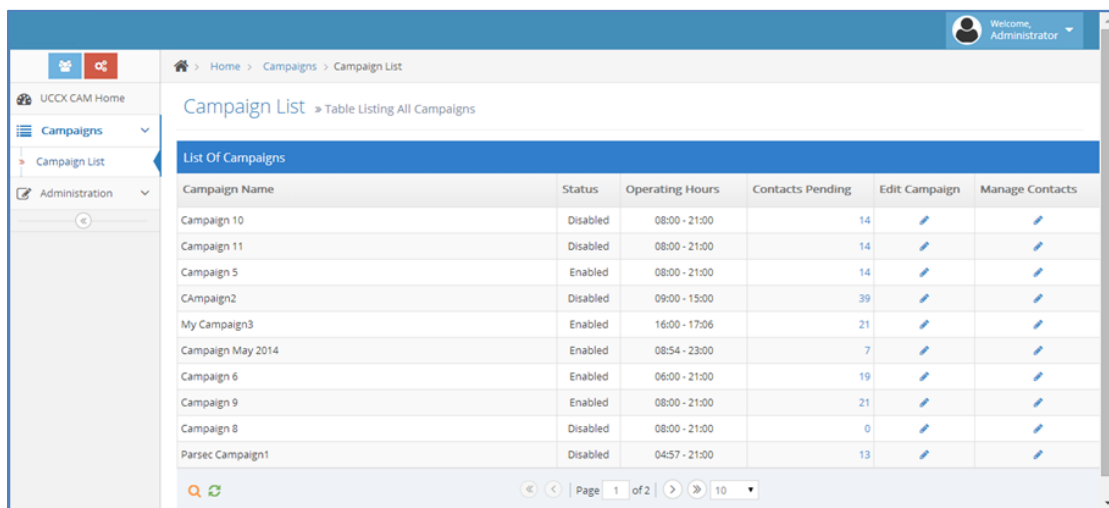 Welcome,
Administrator
Home > Campaigns > Campaign List
UCCX CAM Home
Campaigns
Campaign List
Administration
Campaign List » Table Listing All Campaigns
List Of Campaigns
Campaign Name Status Operating Hours Contacts Pending Edit Campaign Manage Contacts
Campaign 10 Disabled 08:00 - 21:00 14
Campaign 11 Disabled 08:00 - 21:00 14
Campaign 5 Enabled 08:00 - 21:00 14
CAmpaign2 Disabled 09:00 - 15:00 39
My Campaign3 Enabled 16:00 - 17:06 21
Campaign May 2014 Enabled 08:54 - 23:00 7
Campaign 6 Enabled 06:00 - 21:00 19
Campaign 9 Enabled 08:00 - 21:00 21
Campaign 8 Disabled 08:00 - 21:00 0
Parsec Campaign1 Disabled 04:57 - 21:00 13
Page 1 of 2 10